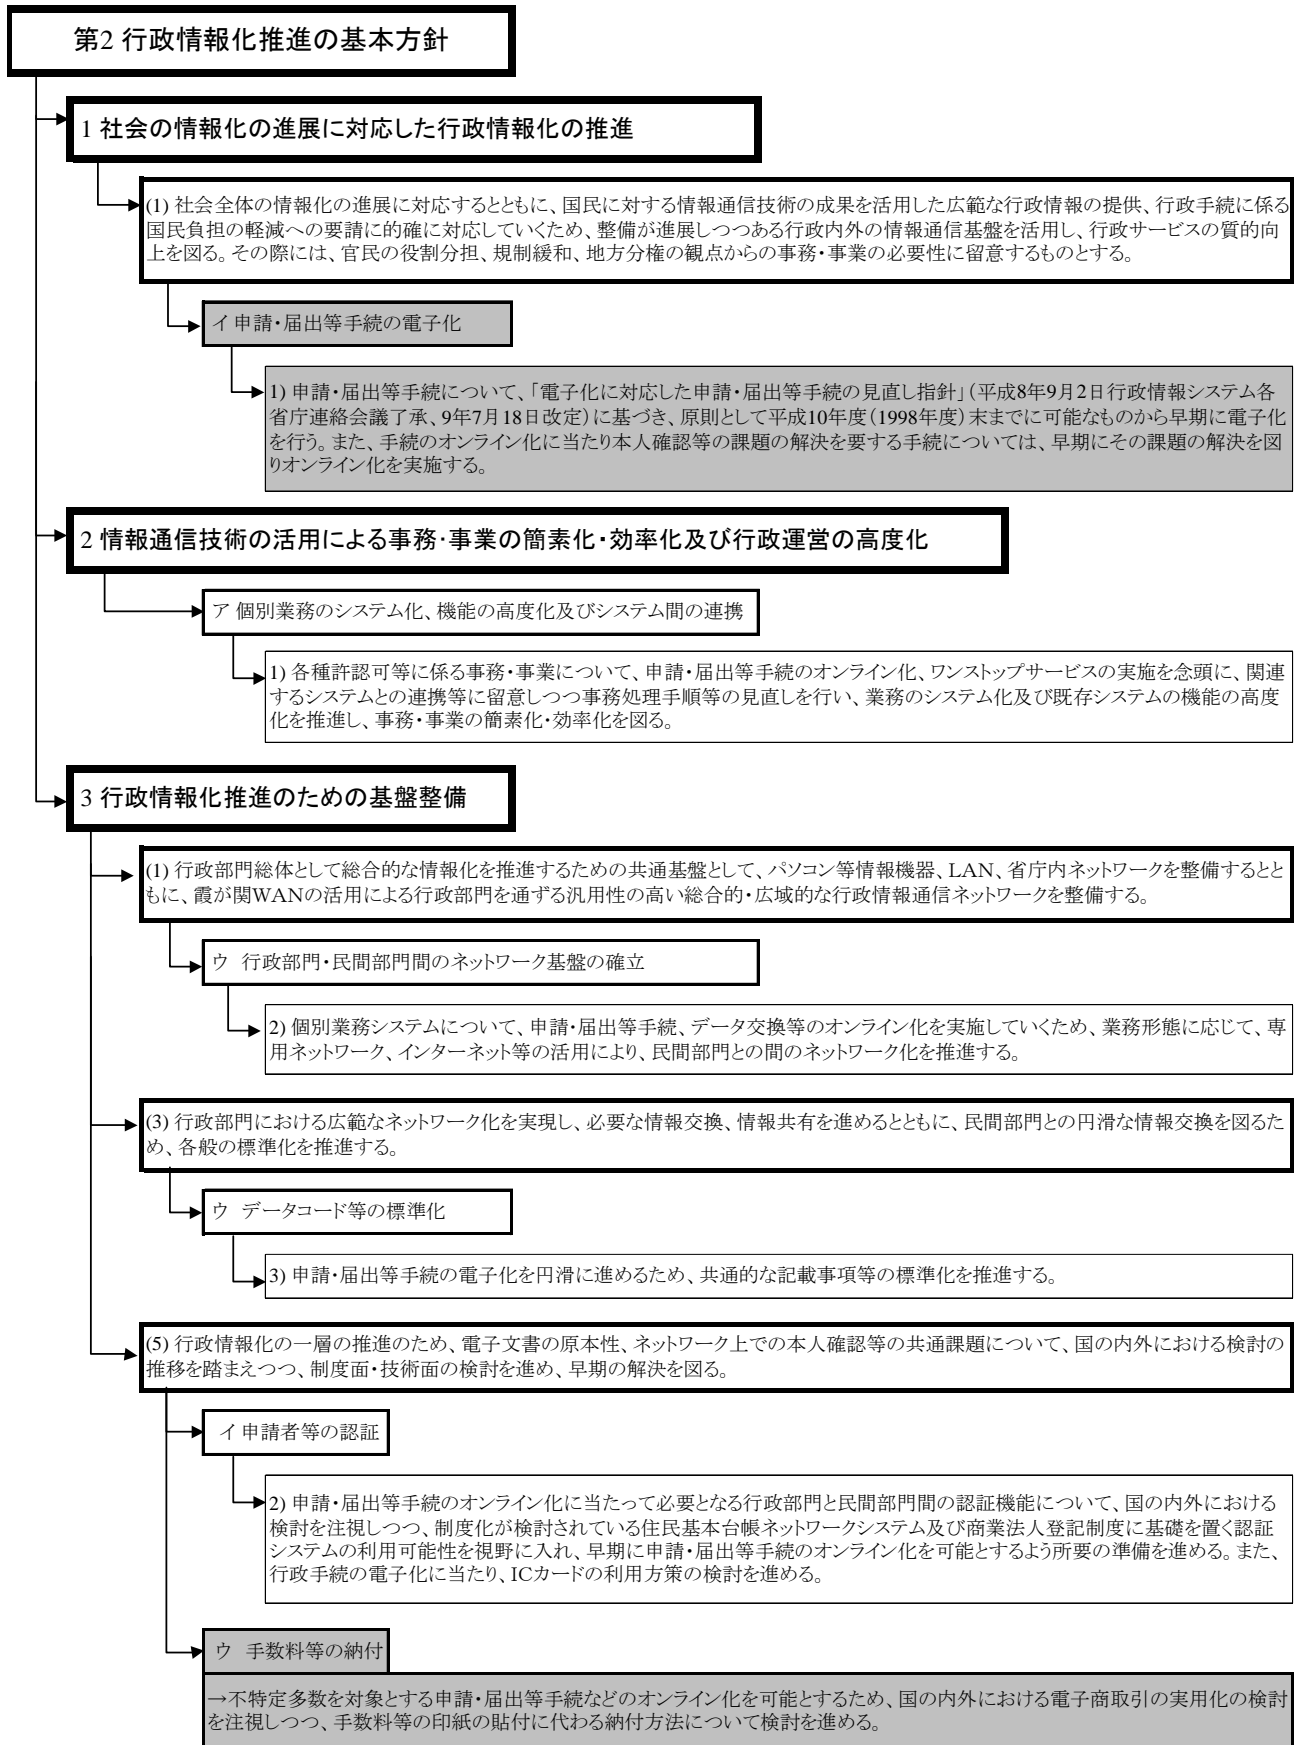 第2 行政情報化推進の基本方針
1 社会の情報化の進展に対応した行政情報化の推進
(1) 社会全体の情報化の進展に対応するとともに、国民に対する情報通信技術の成果を活用した広範な行政情報の提供、行政手続に係る
国民負担の軽減への要請に的確に対応していくため、整備が進展しつつある行政内外の情報通信基盤を活用し、行政サービスの質的向
上を図る。その際には、官民の役割分担、規制緩和、地方分権の観点からの事務・事業の必要性に留意するものとする。
イ 申請・届出等手続の電子化
1) 申請・届出等手続について、「電子化に対応した申請・届出等手続の見直し指針」（平成8年9月2日行政情報システム各
省庁連絡会議了承、9年7月18日改定）に基づき、原則として平成10年度（1998年度）末までに可能なものから早期に電子化
を行う。また、手続のオンライン化に当たり本人確認等の課題の解決を要する手続については、早期にその課題の解決を図
りオンライン化を実施する。
2 情報通信技術の活用による事務・事業の簡素化・効率化及び行政運営の高度化
ア 個別業務のシステム化、機能の高度化及びシステム間の連携
1) 各種許認可等に係る事務・事業について、申請・届出等手続のオンライン化、ワンストップサービスの実施を念頭に、関連
するシステムとの連携等に留意しつつ事務処理手順等の見直しを行い、業務のシステム化及び既存システムの機能の高度
化を推進し、事務・事業の簡素化・効率化を図る。
3 行政情報化推進のための基盤整備
(1) 行政部門総体として総合的な情報化を推進するための共通基盤として、パソコン等情報機器、LAN、省庁内ネットワークを整備するとと
もに、霞が関WANの活用による行政部門を通ずる汎用性の高い総合的・広域的な行政情報通信ネットワークを整備する。
ウ 行政部門・民間部門間のネットワーク基盤の確立
2) 個別業務システムについて、申請・届出等手続、データ交換等のオンライン化を実施していくため、業務形態に応じて、専
用ネットワーク、インターネット等の活用により、民間部門との間のネットワーク化を推進する。
(3) 行政部門における広範なネットワーク化を実現し、必要な情報交換、情報共有を進めるとともに、民間部門との円滑な情報交換を図るた
め、各般の標準化を推進する。
ウ データコード等の標準化
3) 申請・届出等手続の電子化を円滑に進めるため、共通的な記載事項等の標準化を推進する。
(5) 行政情報化の一層の推進のため、電子文書の原本性、ネットワーク上での本人確認等の共通課題について、国の内外における検討の
推移を踏まえつつ、制度面・技術面の検討を進め、早期の解決を図る。
イ 申請者等の認証
2) 申請・届出等手続のオンライン化に当たって必要となる行政部門と民間部門間の認証機能について、国の内外における
検討を注視しつつ、制度化が検討されている住民基本台帳ネットワークシステム及び商業法人登記制度に基礎を置く認証
システムの利用可能性を視野に入れ、早期に申請・届出等手続のオンライン化を可能とするよう所要の準備を進める。また、
行政手続の電子化に当たり、ICカードの利用方策の検討を進める。
ウ 手数料等の納付
→不特定多数を対象とする申請・届出等手続などのオンライン化を可能とするため、国の内外における電子商取引の実用化の検討
を注視しつつ、手数料等の印紙の貼付に代わる納付方法について検討を進める。